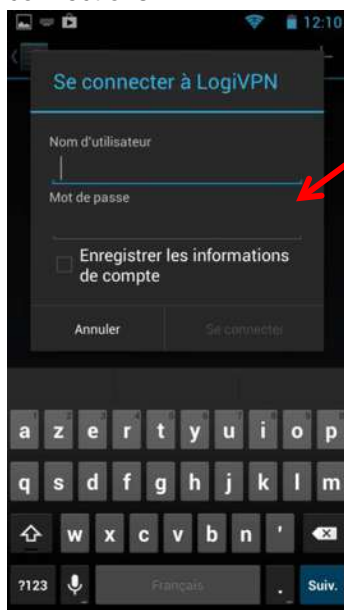 12:10
Se connecter à LogiVPN
Nom d'utilisateur
Mot de passe
Enregistrer les informations
de compte
Annuler Se connecter
a z e r t y u i o p
q s d f g h j k l m
w x c v b n '
?123 Français . Suiv.